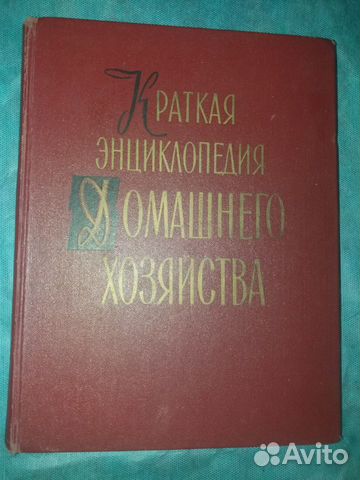 КРАТКАЯ
ЭНЦИКЛОПЕДИЯ
ДОМАШНЕГО
ХОЗЯЙСТВА
Avito